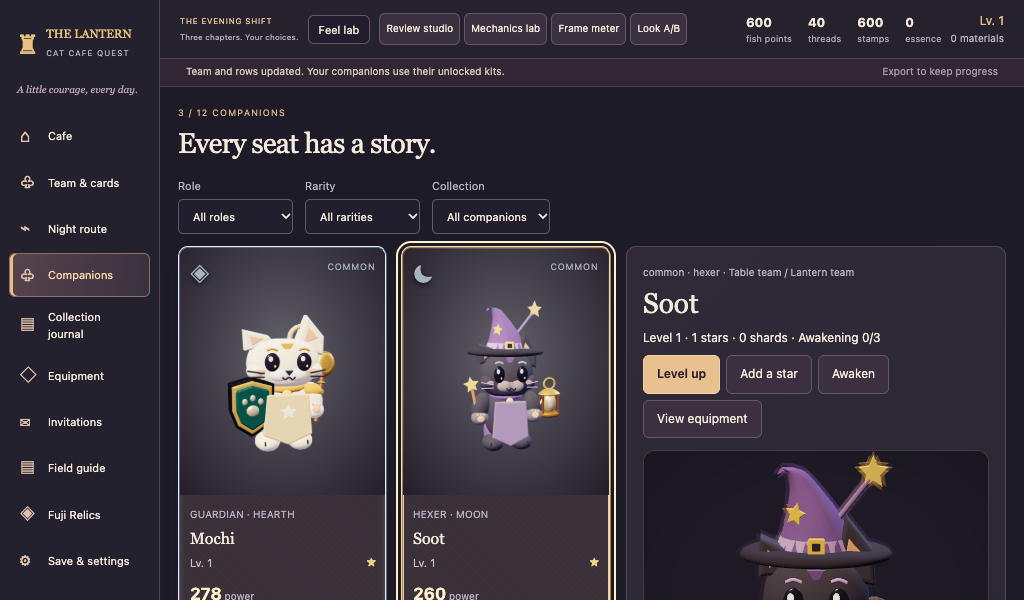 THE LANTERN
CAT CAFE QUEST
A little courage, every day.
Cafe
Team & cards
Night route
Companions
Collection
journal
Equipment
Invitations
Field guide
Fuji Relics
Save & settings
THE EVENING SHIFT
Three chapters. Your choices.
Feel lab
Review studio
Mechanics lab
Frame meter
Look A/B
600
fish points
40
threads
600
stamps
0
essence
Lv. 1
0 materials
Team and rows updated. Your companions use their unlocked kits.
Export to keep progress
3 / 12 COMPANIONS
Every seat has a story.
Role
Rarity
Collection
All roles
All rarities
All companions
COMMON
GUARDIAN · HEARTH
Mochi
Lv. 1
278 power
COMMON
HEXER · MOON
Soot
Lv. 1
260 power
common · hexer · Table team / Lantern team
Soot
Level 1 · 1 stars · 0 shards · Awakening 0/3
Level up
Add a star
Awaken
View equipment